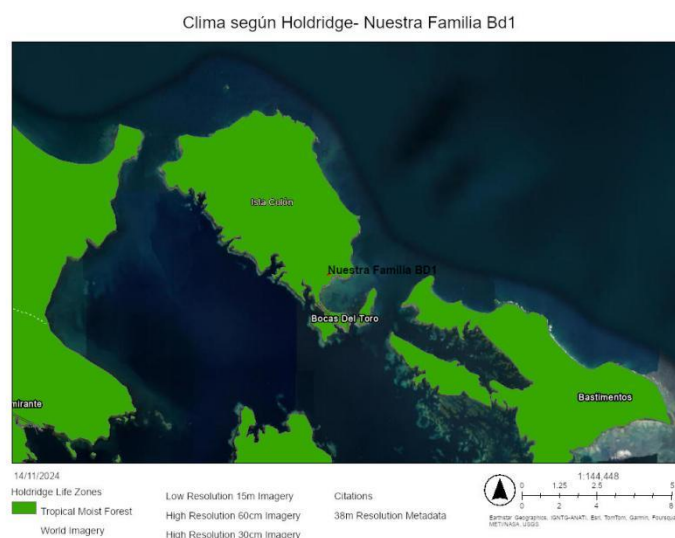 Clima según Holdridge- Nuestra Familia Bd1
Isla Colón
Nuestra Familia BD1
Bocas Del Toro
mirante
Bastimentos
14/11/2024
Holdridge Life Zones
Tropical Moist Forest
World Imagery
Low Resolution 15m Imagery
High Resolution 60cm Imagery
High Resolution 30cm Imagery
Citations
38m Resolution Metadata
1:144,448
0 1.25 2.5 5
0 2 4 8
Earthstar Geographics, IGNTG-ANATI, Esri, TomTom, Garmin, Foursqua
MET/NASA, USGS